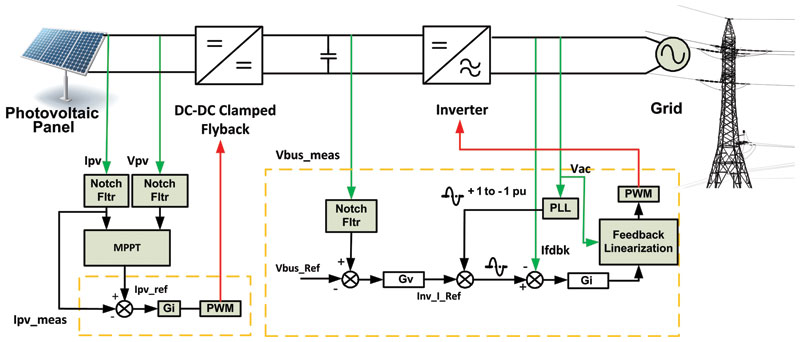 Photovoltaic
Panel
DC-DC Clamped
Flyback
Inverter
Grid
Ipv
Vpv
Vbus_meas
Vac
Notch
Fltr
Notch
Fltr
MPPT
Ipv_ref
+
-
Gi
PWM
Ipv_meas
Notch
Fltr
+ 1 to - 1 pu
PLL
PWM
Feedback
Linearization
Ifdbk
Vbus_Ref
+
-
Gv
Inv_I_Ref
-
+
Gi